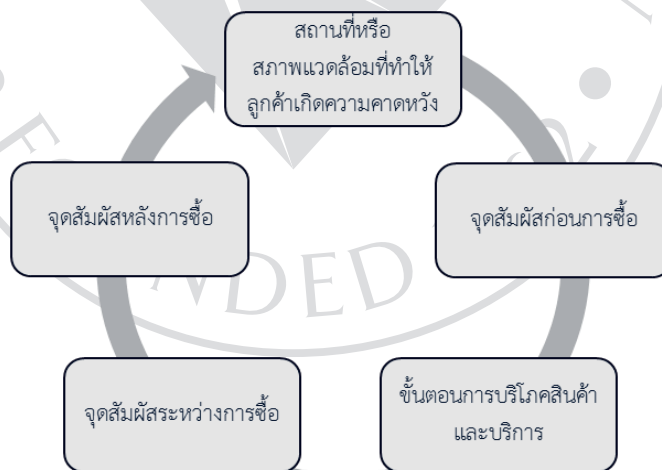 สถานที่หรือ
สภาพแวดล้อมที่ทำให้
ลูกค้าเกิดความคาดหวัง
จุดสัมผัสก่อนการซื้อ
ขั้นตอนการบริโภคสินค้า
และบริการ
จุดสัมผัสระหว่างการซื้อ
จุดสัมผัสหลังการซื้อ